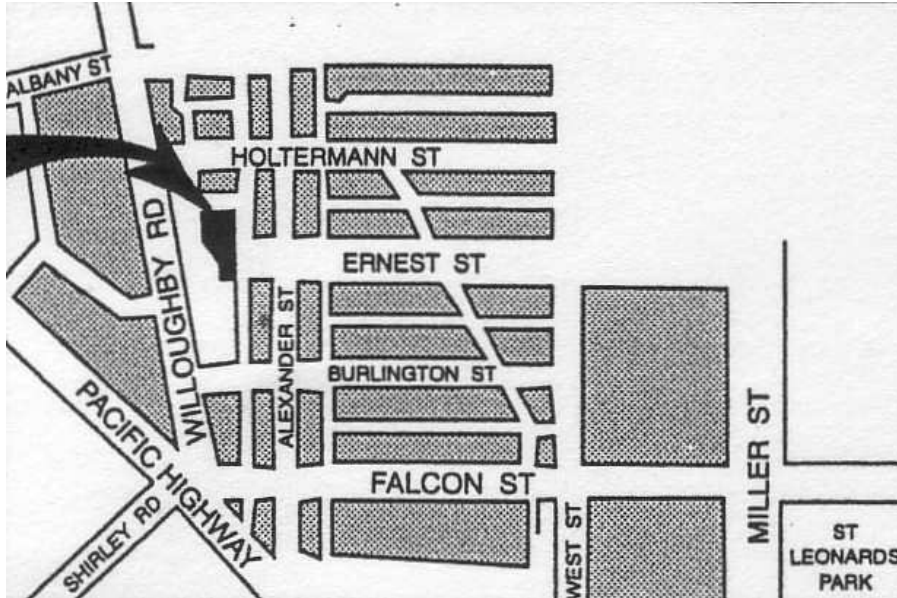 ALBANY ST
HOLTERMANN ST
WILLOUGHBY RD
ERNEST ST
ALEXANDER ST
BURLINGTON ST
PACIFIC HIGHWAY
FALCON ST
MILLER ST
SHIRLEY RD
WEST ST
ST
LEONARDS
PARK